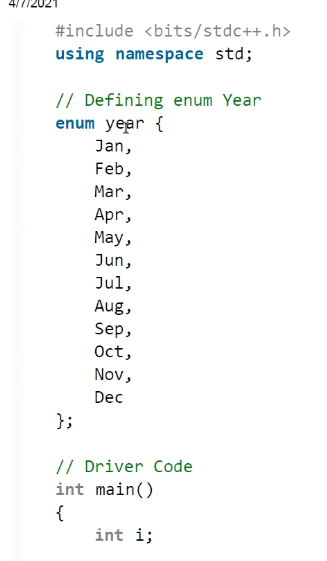 4/7/2021
#include <bits/stdc++.h>
using namespace std;
// Defining enum Year
enum year {
Jan,
Feb,
Mar,
Apr,
May,
Jun,
Jul,
Aug,
Sep,
Oct,
Nov,
Dec
};
// Driver Code
int main()
{
int i;